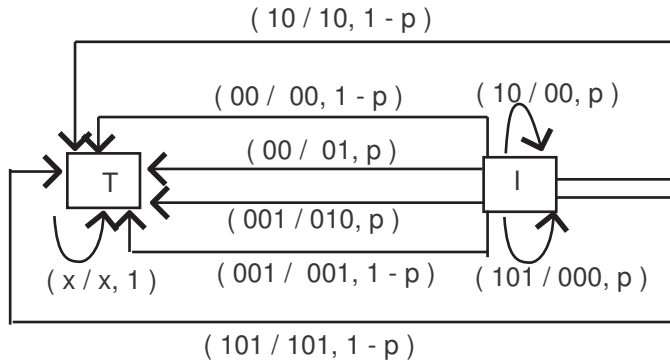 ( 10 / 10, 1 - p )
( 00 / 00, 1 - p )
( 10 / 00, p )
( 00 / 01, p )
T
I
( 001 / 010, p )
( x / x, 1 )
( 001 / 001, 1 - p )
( 101 / 000, p )
( 101 / 101, 1 - p )